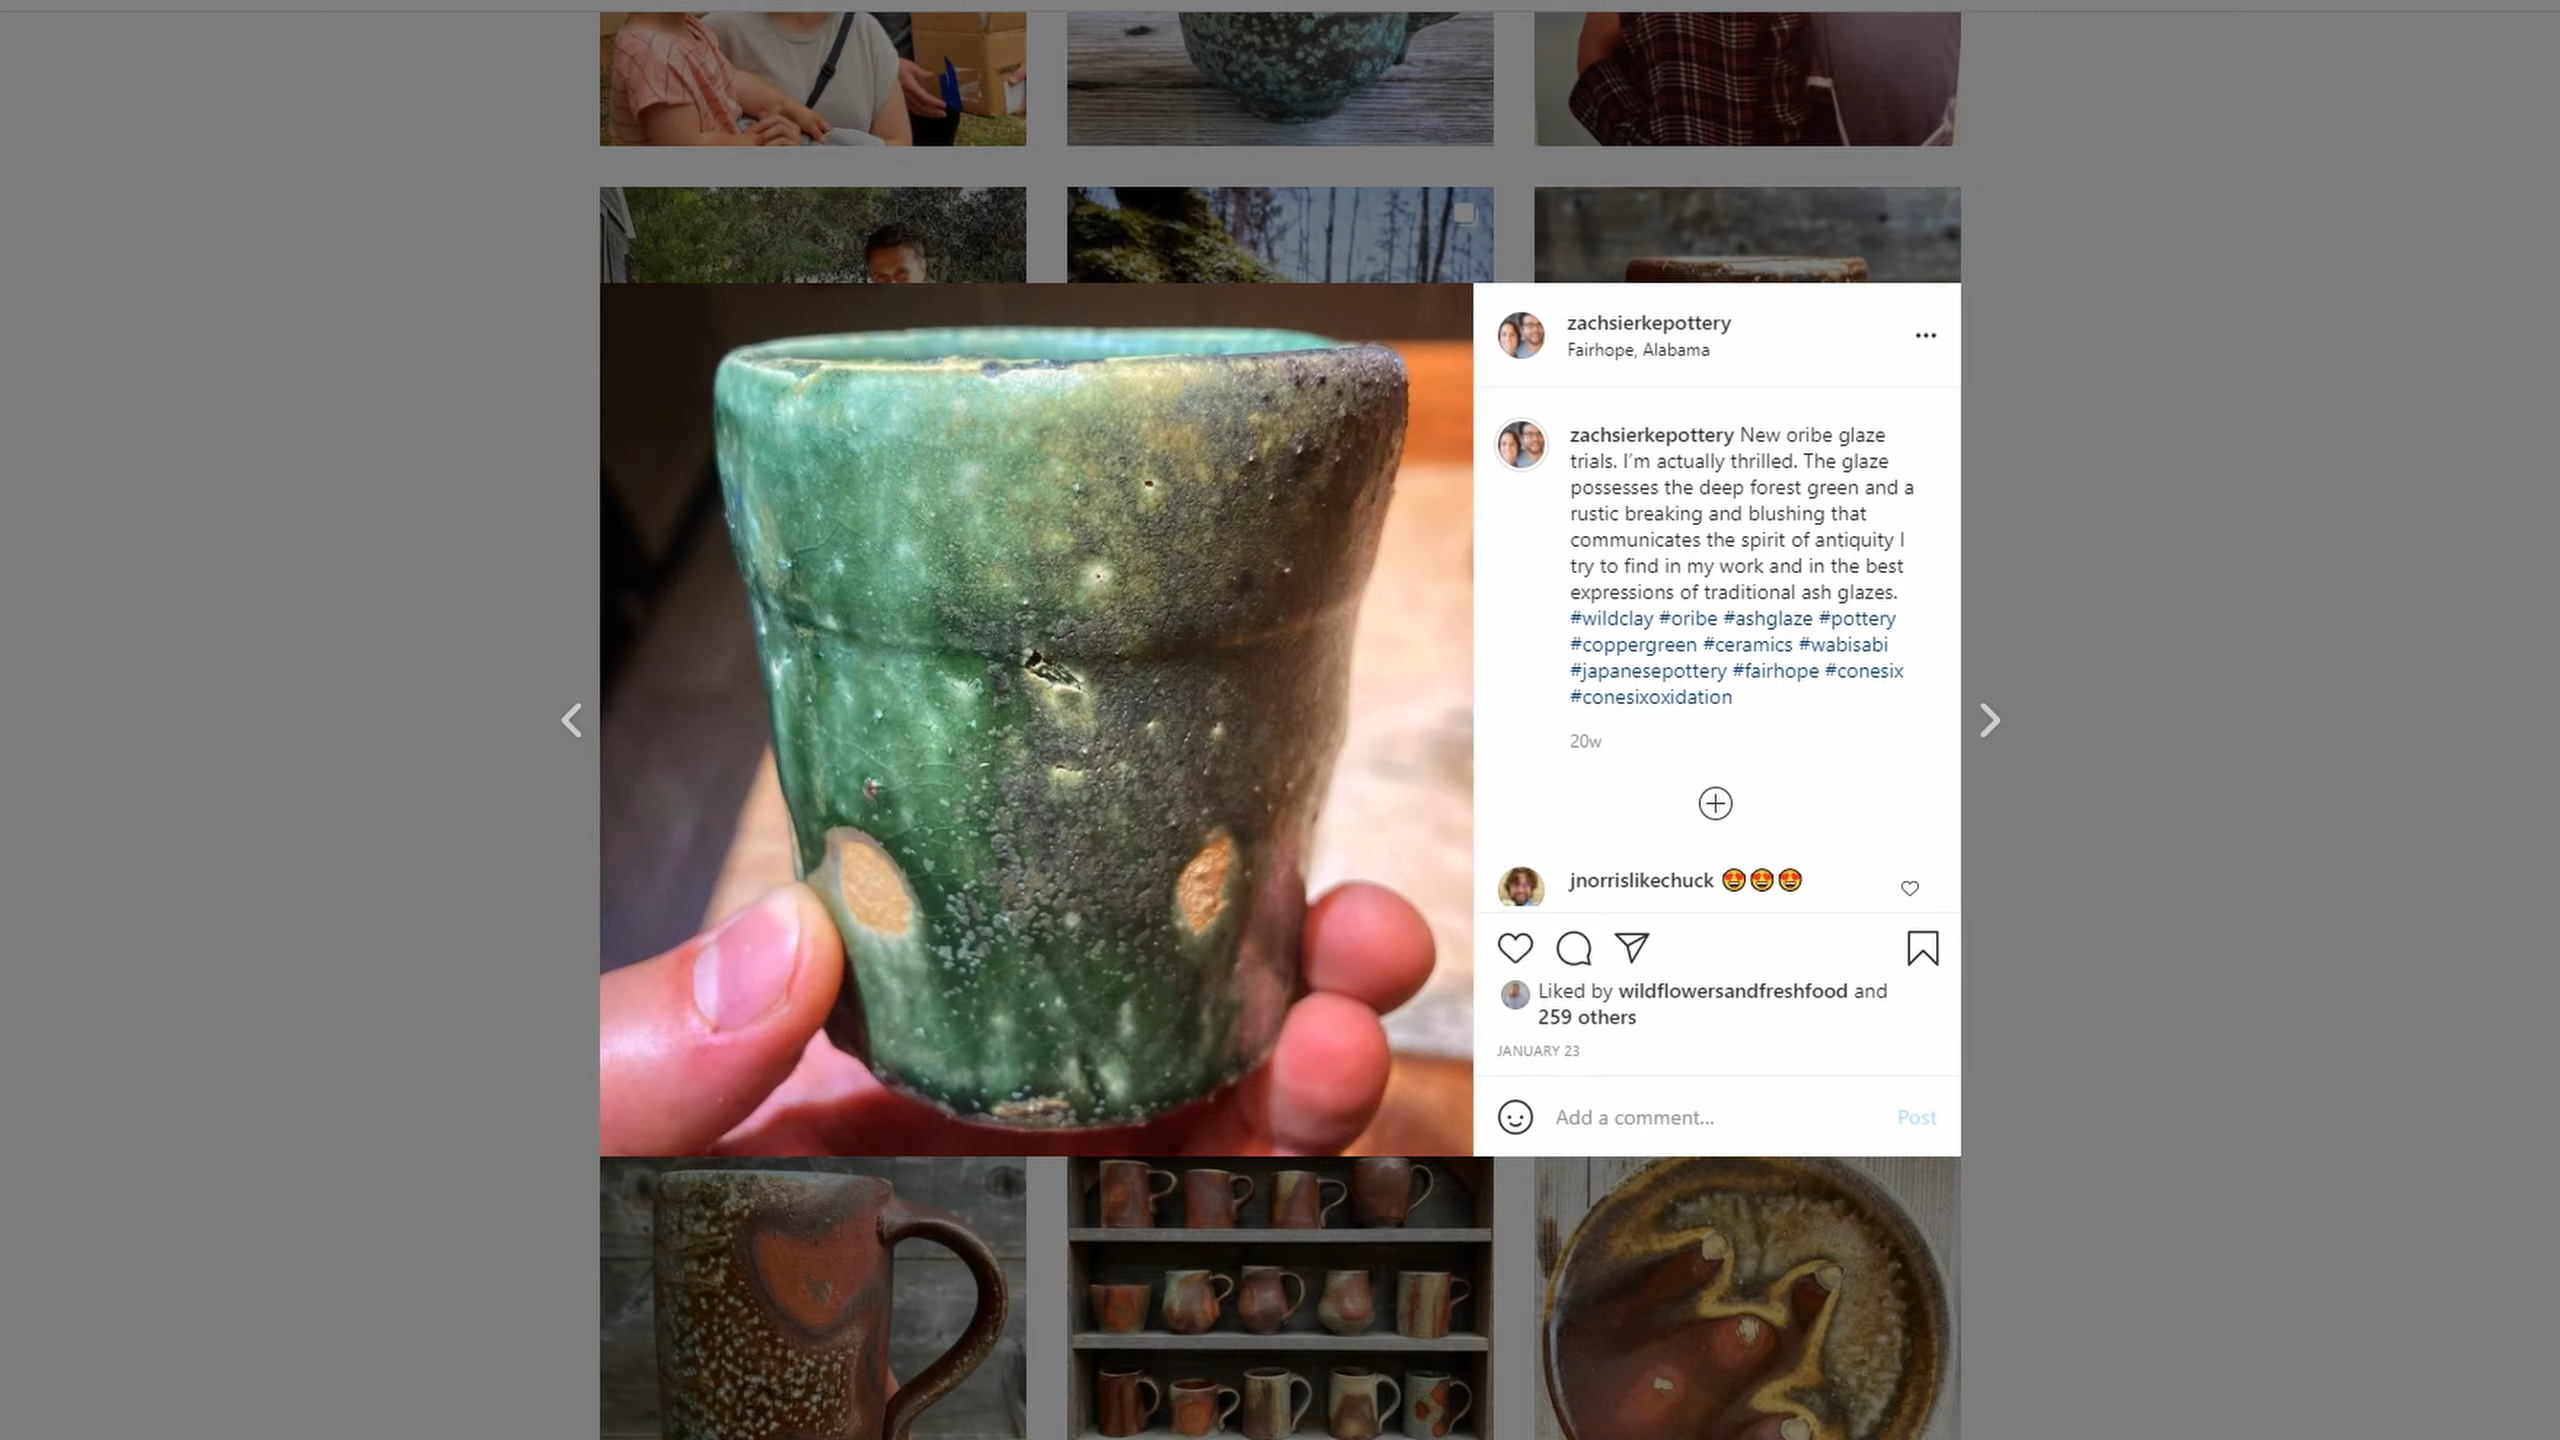 zachsierkepottery
Fairhope, Alabama
zachsierkepottery New oribe glaze
trials. I'm actually thrilled. The glaze
possesses the deep forest green and a
rustic breaking and blushing that
communicates the spirit of antiquity I
try to find in my work and in the best
expressions of traditional ash glazes.
#wildclay #oribe #ashglaze #pottery
#coppergreen #ceramics #wabisabi
#japanesepottery #fairhope #conesix
#conesixoxidation
20w
jnorrislikechuck 😍😍😍
Liked by wildflowersandfreshfood and
259 others
JANUARY 23
Add a comment...
Post